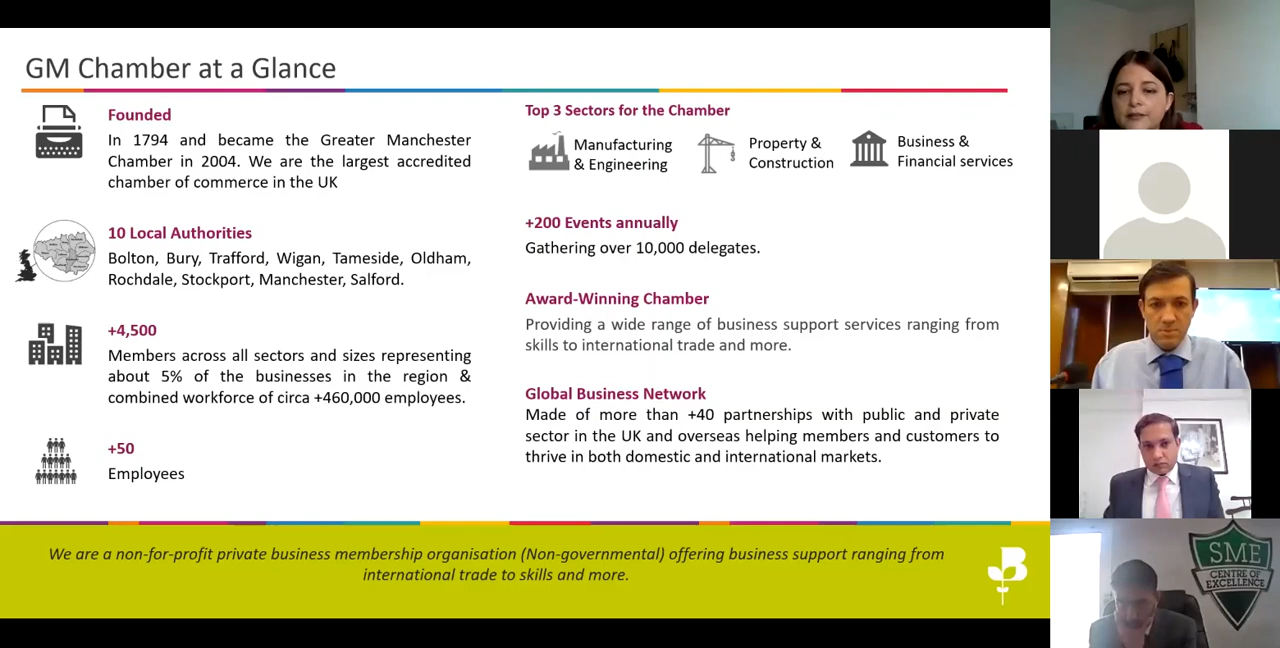 GM Chamber at a Glance
Founded
In 1794 and became the Greater Manchester
Chamber in 2004. We are the largest accredited
chamber of commerce in the UK
10 Local Authorities
Bolton, Bury, Trafford, Wigan, Tameside, Oldham,
Rochdale, Stockport, Manchester, Salford.
+4,500
Members across all sectors and sizes representing
about 5% of the businesses in the region &
combined workforce of circa +460,000 employees.
+50
Employees
Top 3 Sectors for the Chamber
Manufacturing
& Engineering
Property &
Construction
Business &
Financial services
+200 Events annually
Gathering over 10,000 delegates.
Award-Winning Chamber
Providing a wide range of business support services ranging from
skills to international trade and more.
Global Business Network
Made of more than +40 partnerships with public and private
sector in the UK and overseas helping members and customers to
thrive in both domestic and international markets.
We are a non-for-profit private business membership organisation (Non-governmental) offering business support ranging from
international trade to skills and more.
SME
CENTRE OF
EXCELLENCE